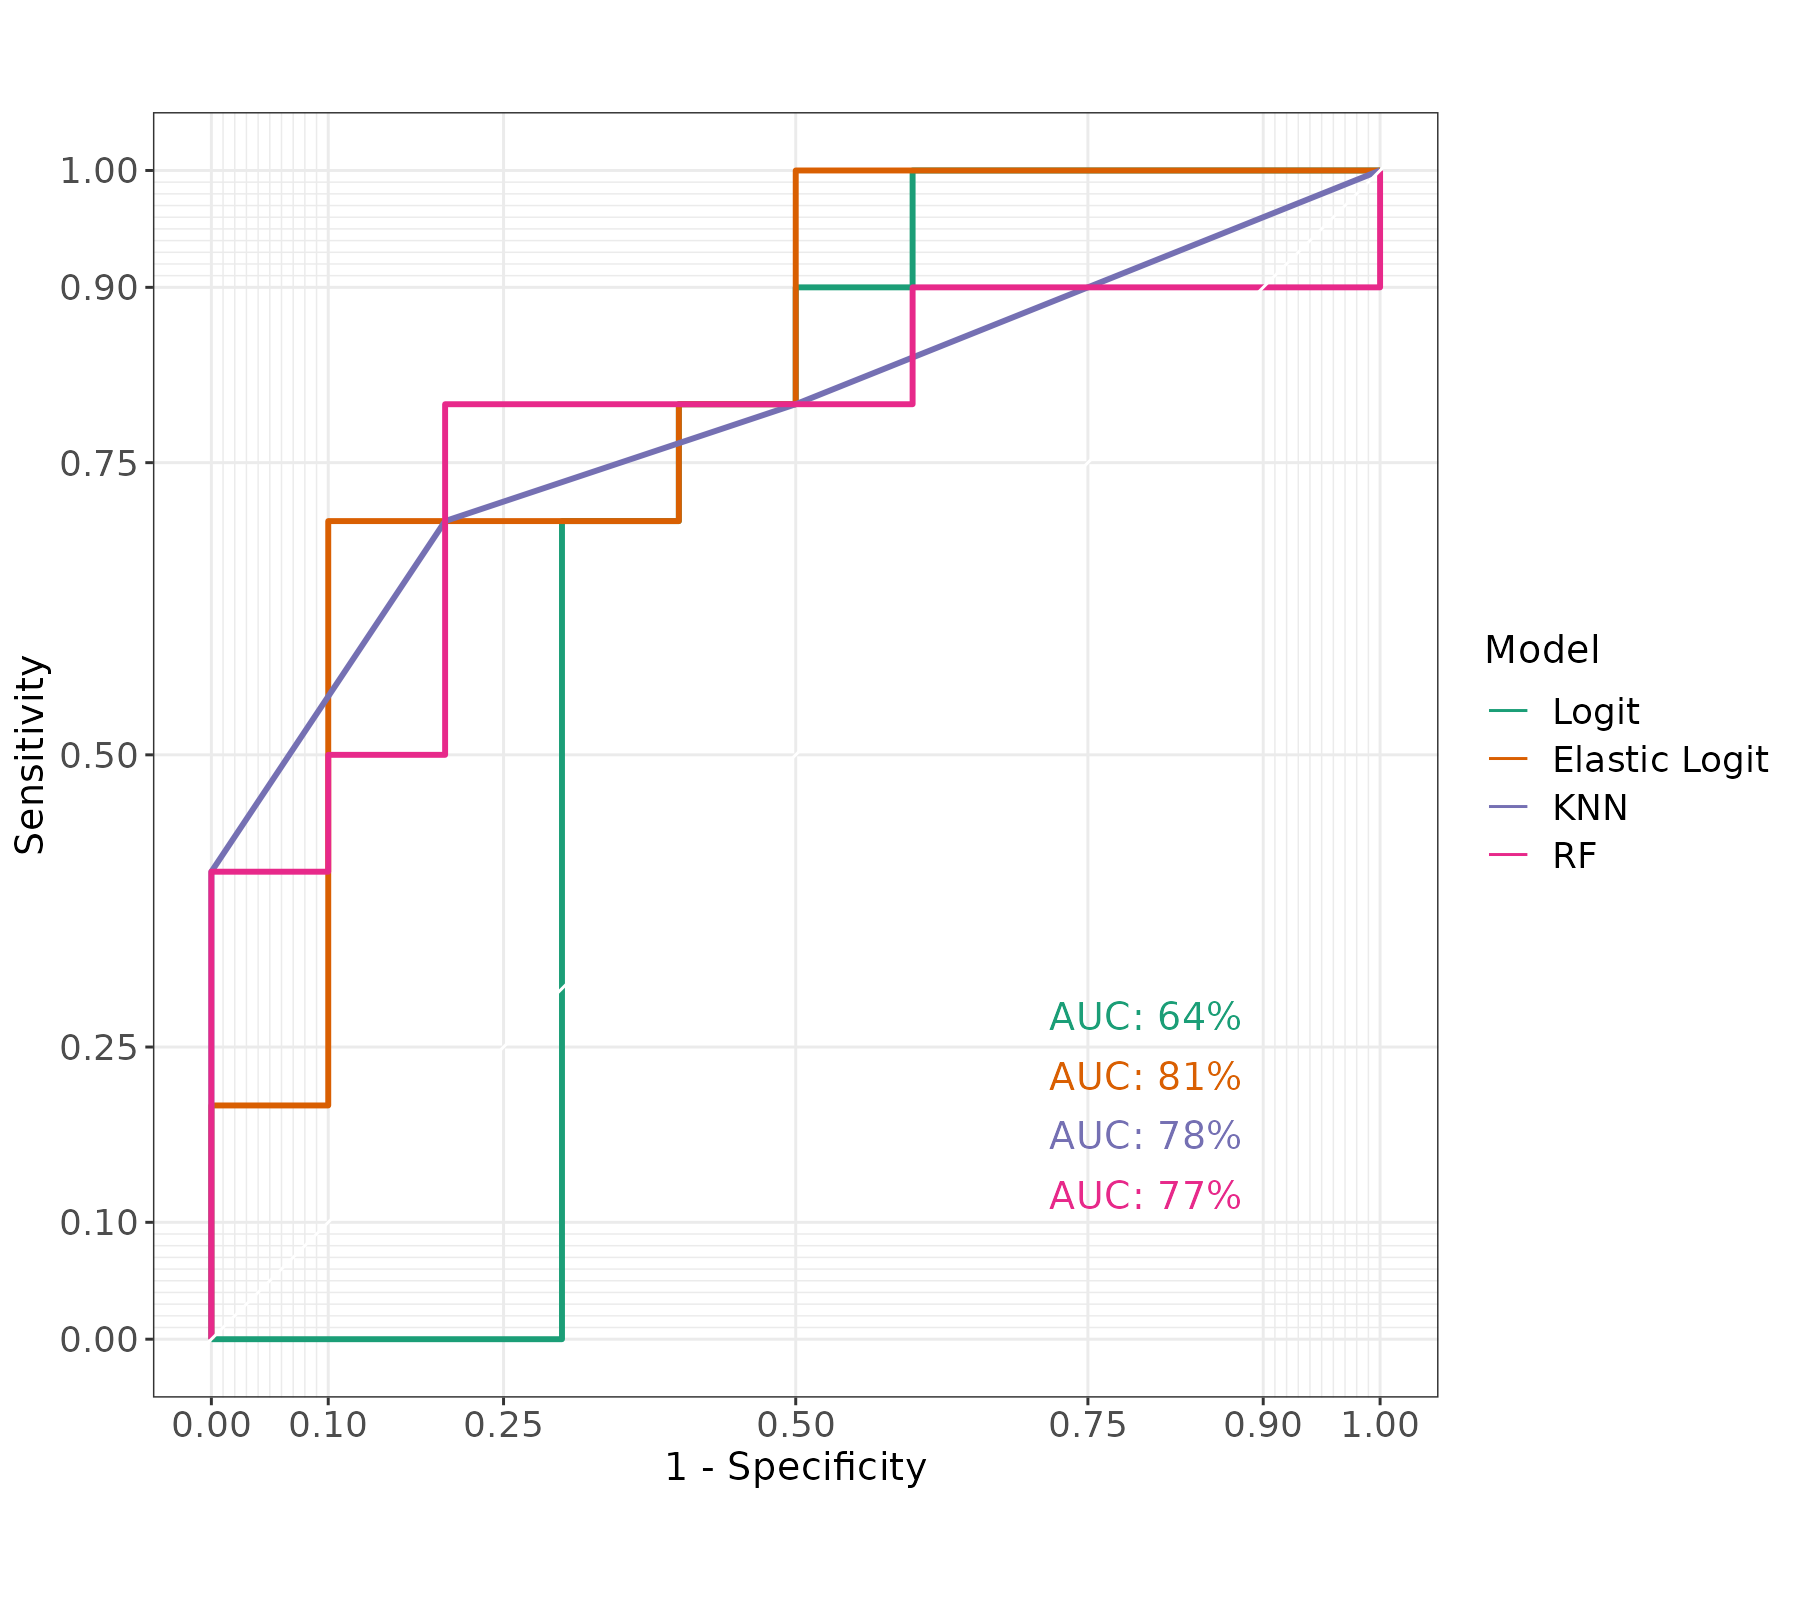 1.00
0.90
0.75
0.50
0.25
0.10
0.00
Sensitivity
0.00 0.10 0.25 0.50 0.75 0.90 1.00
1 - Specificity
AUC: 64%
AUC: 81%
AUC: 78%
AUC: 77%
Model
Logit
Elastic Logit
KNN
RF